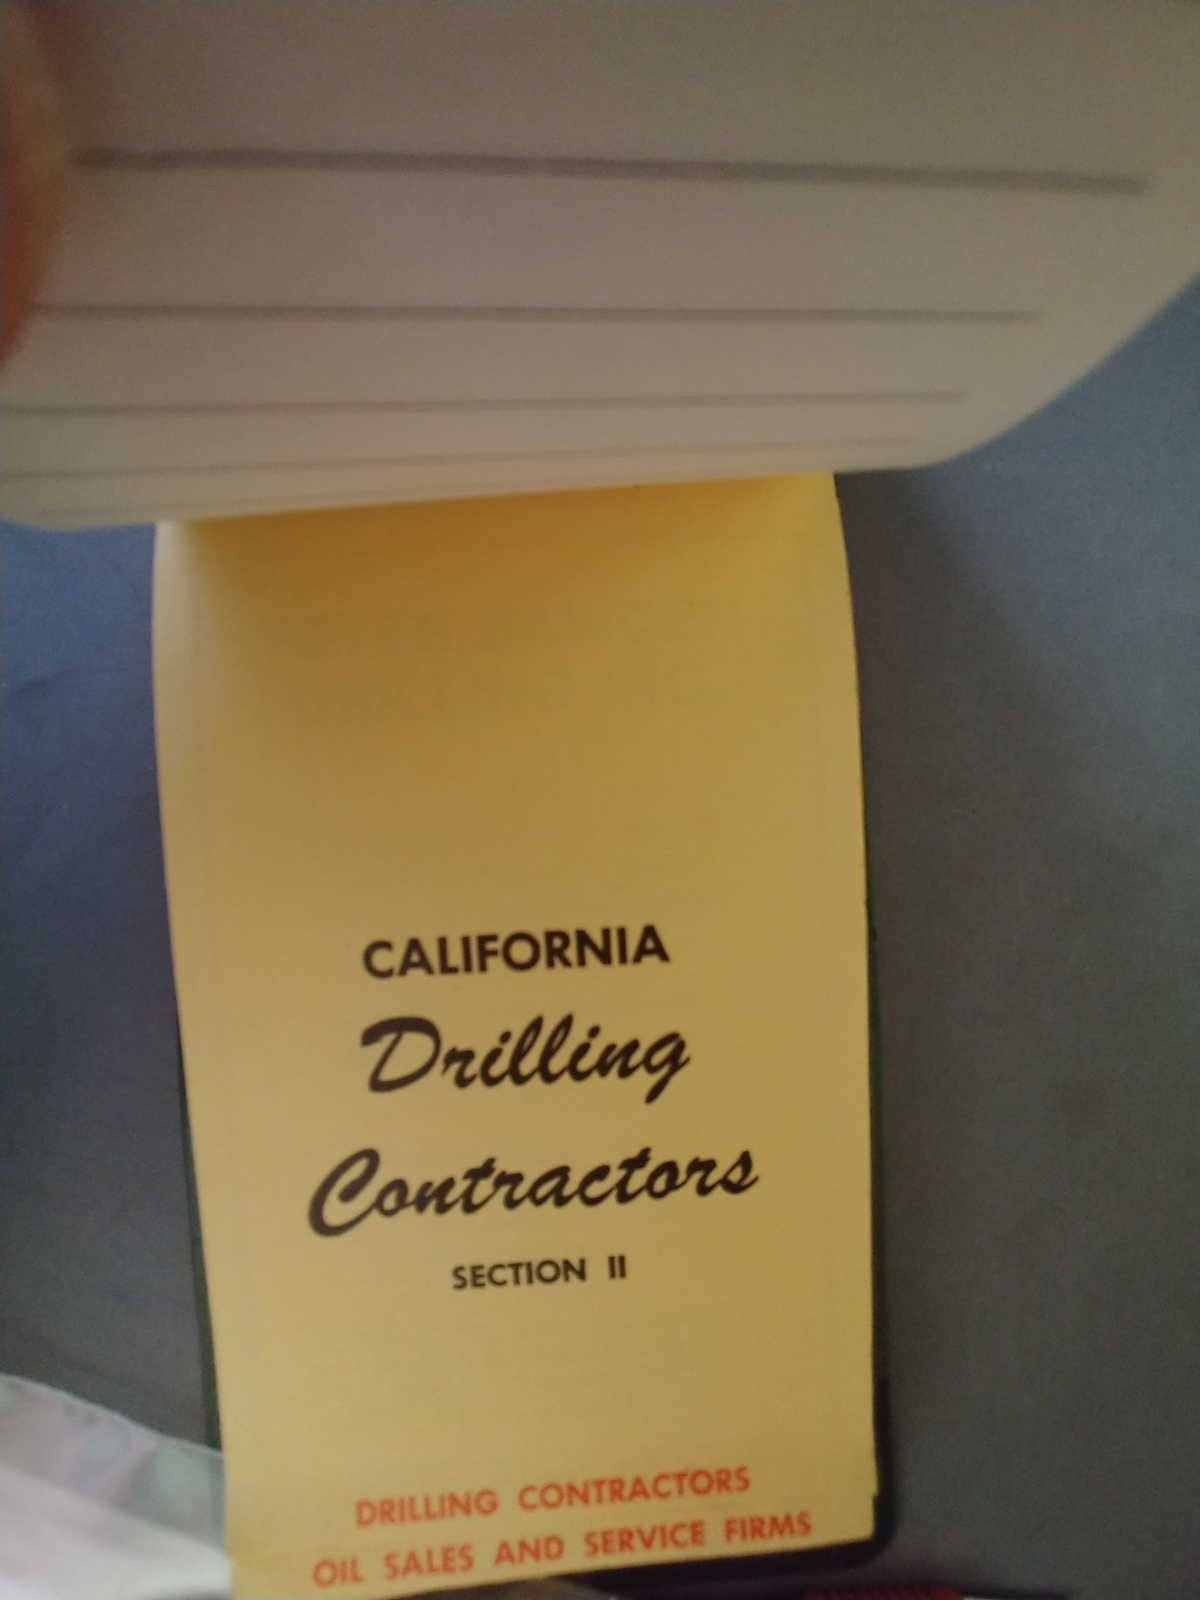 CALIFORNIA
Drilling
Contractors
SECTION II
DRILLING CONTRACTORS
OIL SALES AND SERVICE FIRMS